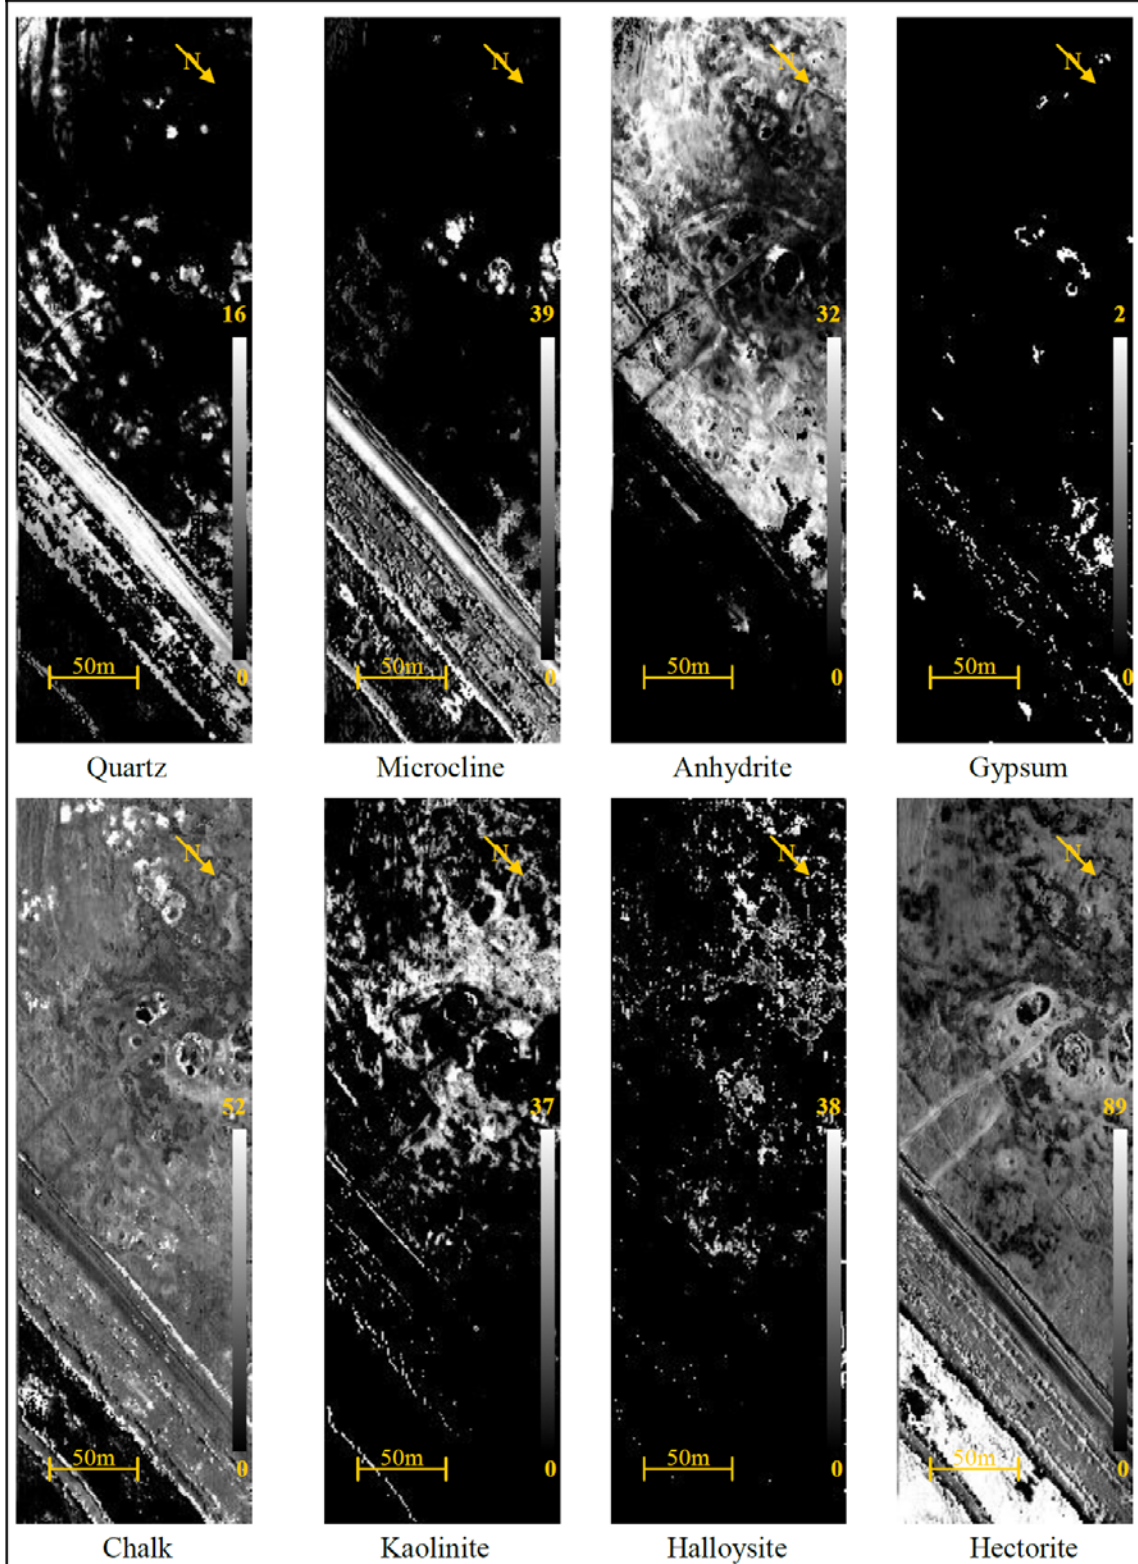 N N N N
16 39 32 2
50m 0 50m 0 50m 0 50m 0
Quartz Microcline Anhydrite Gypsum
N N N N
52 37 38 89
50m 0 50m 0 50m 0 50m 0
Chalk Kaolinite Halloysite Hectorite